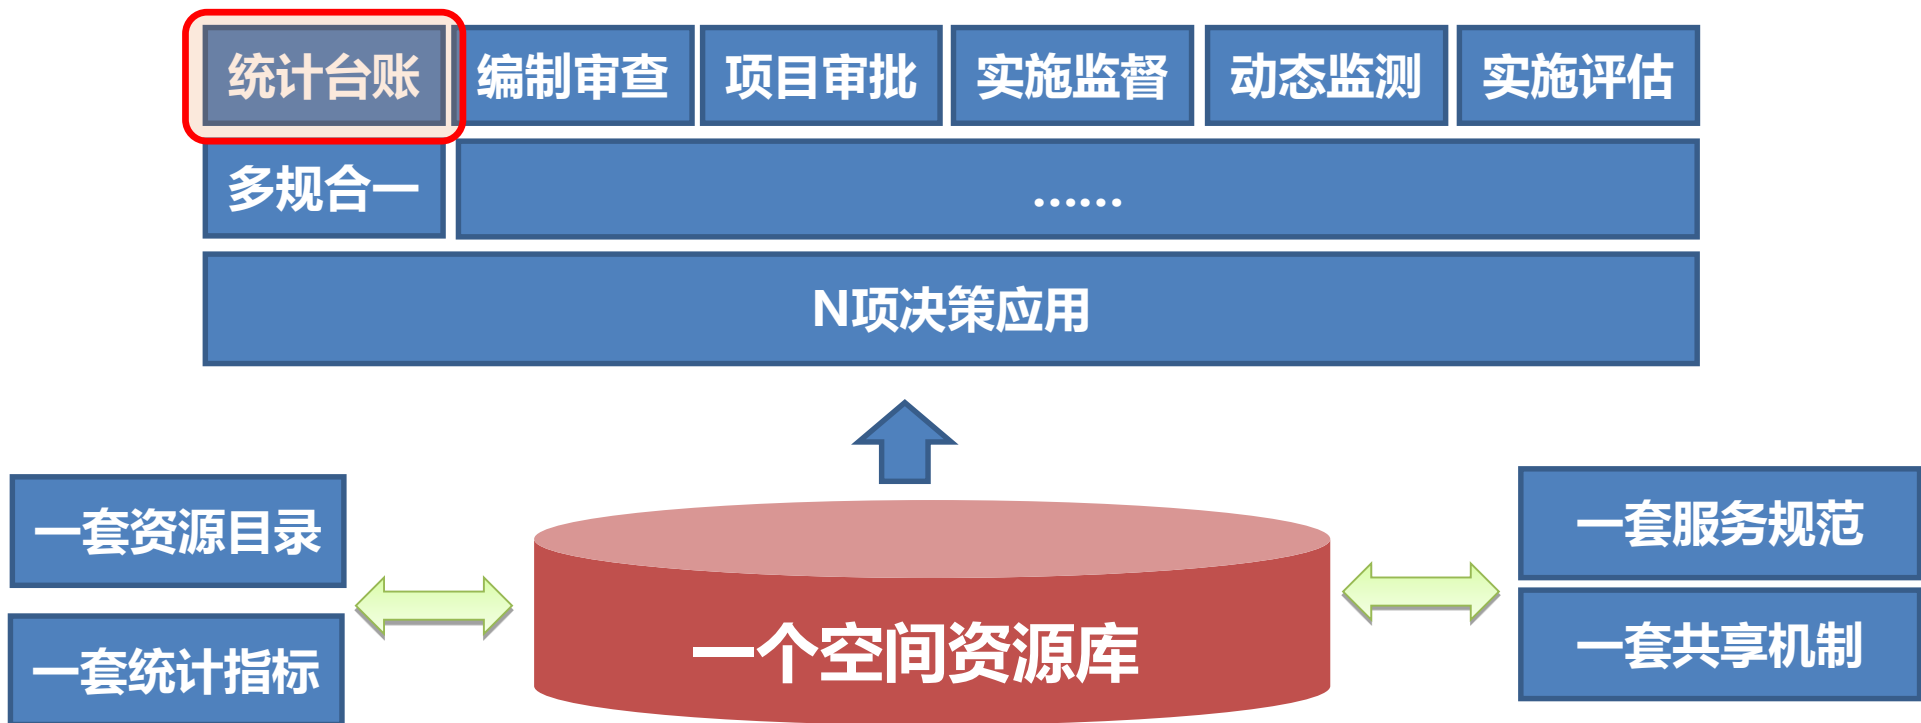 统计台账
编制审查
项目审批
实施监督
动态监测
实施评估
多规合一
......
N项决策应用
一套资源目录
一套统计指标
一个空间资源库
一套服务规范
一套共享机制